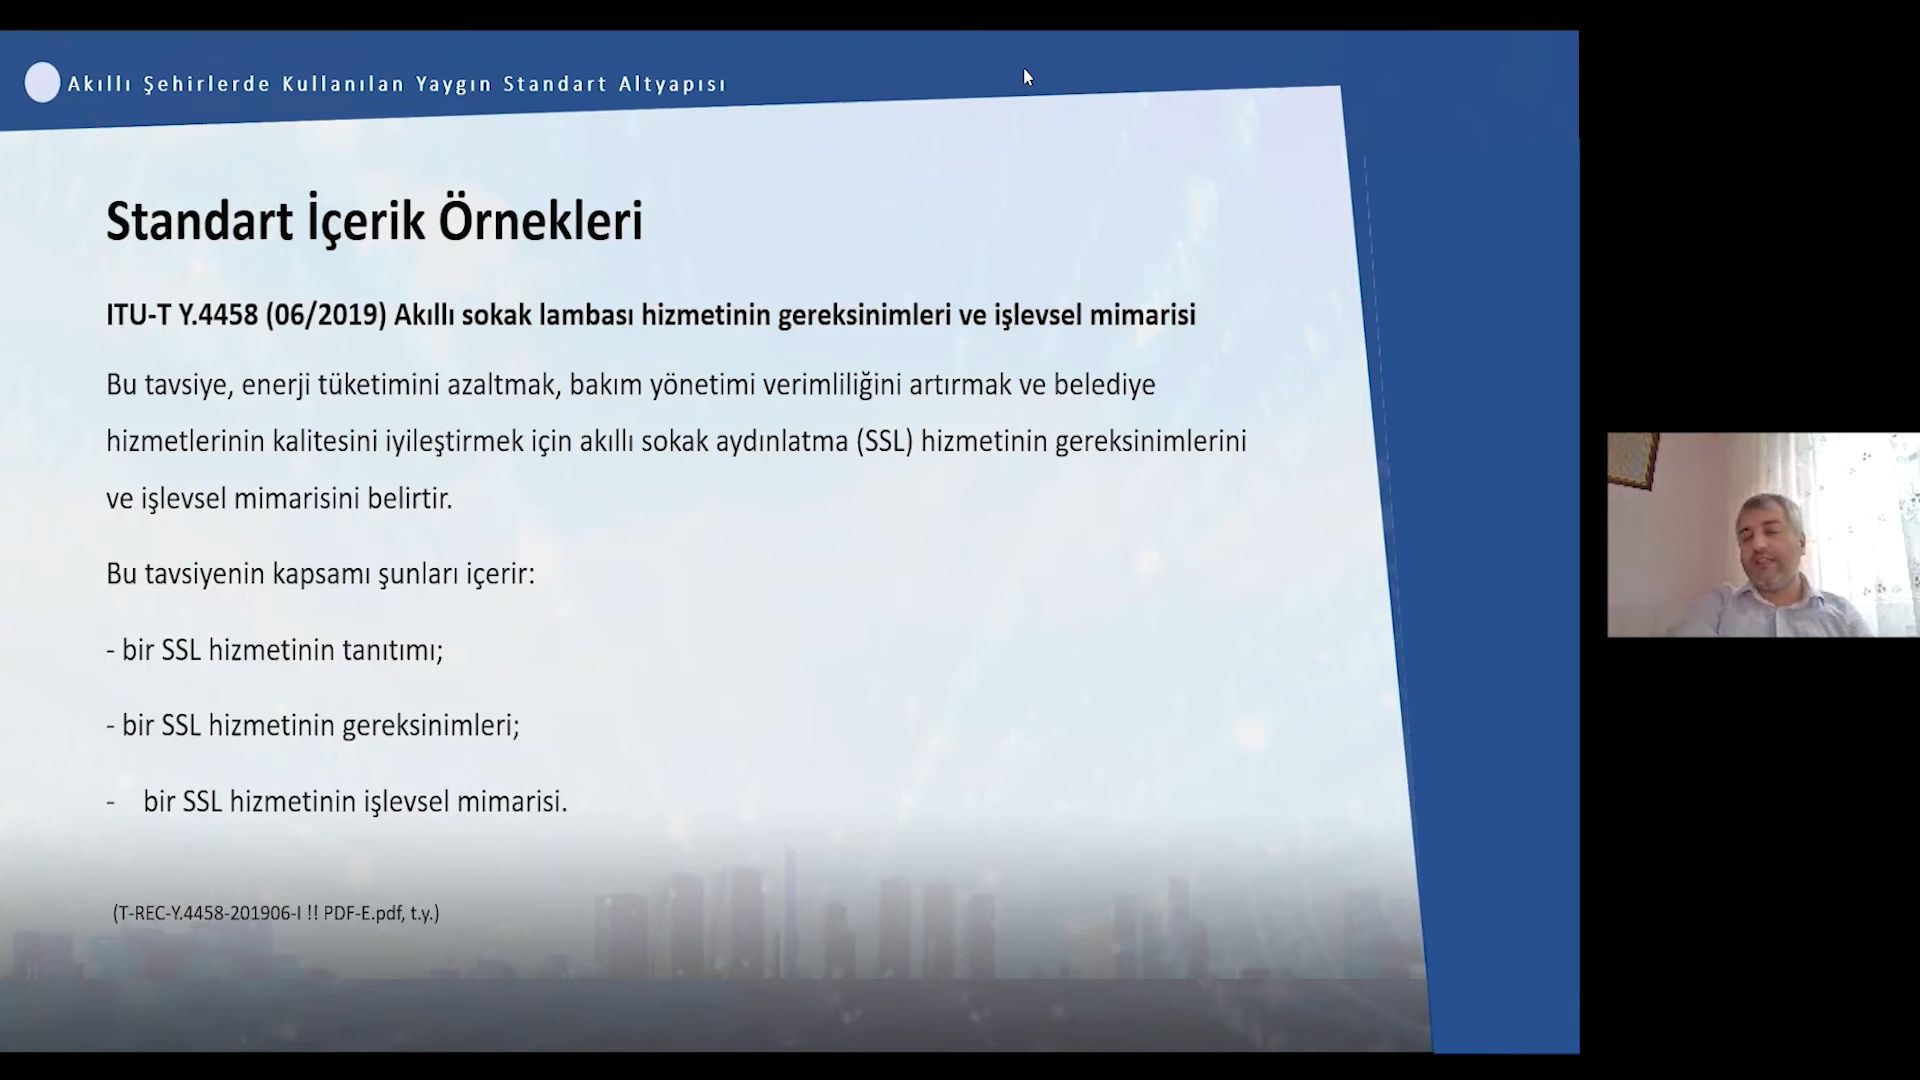 Akıllı Şehirlerde Kullanılan Yaygın Standart Altyapısı
Standart İçerik Örnekleri
ITU-T Y.4458 (06/2019) Akıllı sokak lambası hizmetinin gereksinimleri ve işlevsel mimarisi
Bu tavsiye, enerji tüketimini azaltmak, bakım yönetimi verimliliğini artırmak ve belediye
hizmetlerinin kalitesini iyileştirmek için akıllı sokak aydınlatma (SSL) hizmetinin gereksinimlerini
ve işlevsel mimarisini belirtir.
Bu tavsiyenin kapsamı şunları içerir:
- bir SSL hizmetinin tanıtımı;
- bir SSL hizmetinin gereksinimleri;
- bir SSL hizmetinin işlevsel mimarisi.
(T-REC-Y.4458-201906-I !! PDF-E.pdf, t.y.)